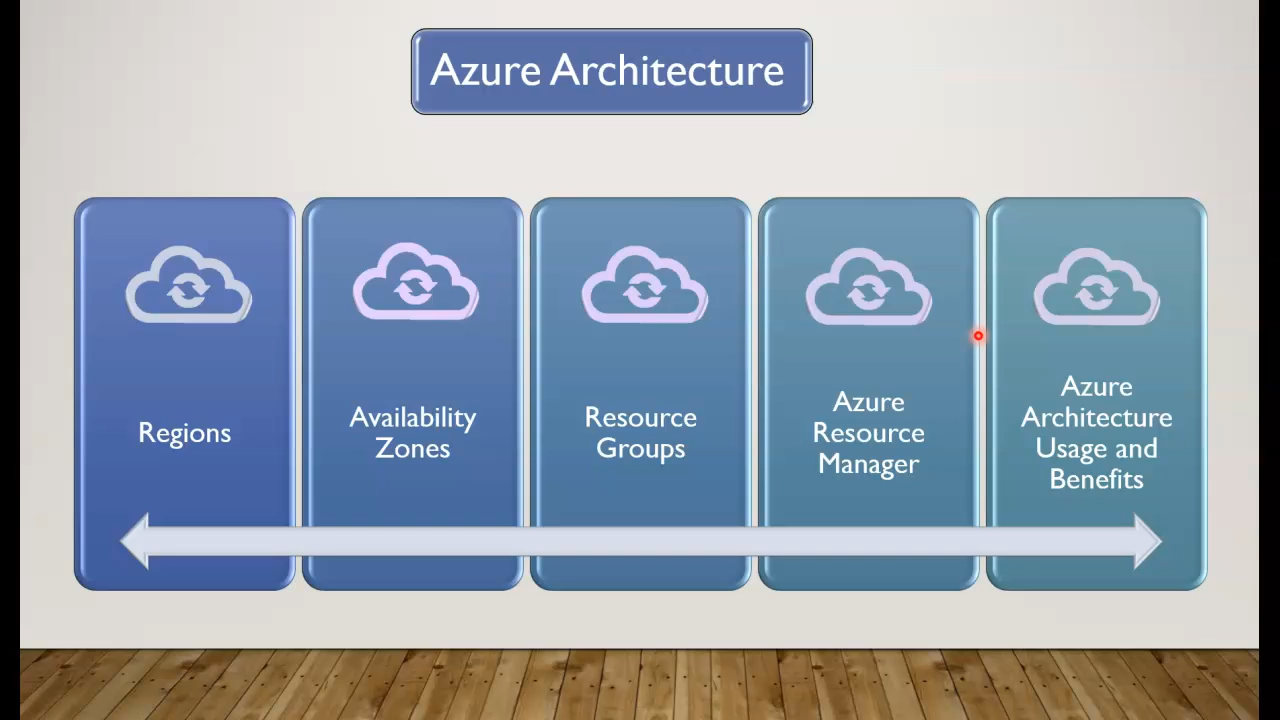 Azure Architecture
Regions
Availability
Zones
Resource
Groups
Azure
Resource
Manager
Azure
Architecture
Usage and
Benefits